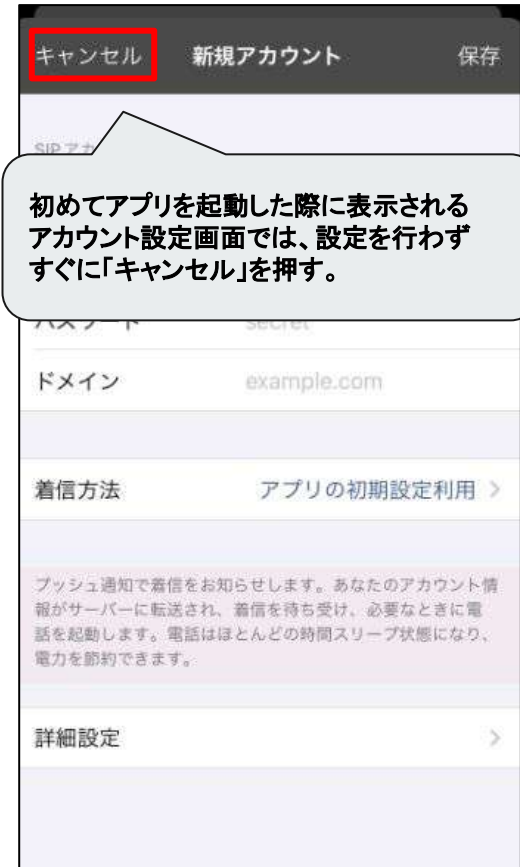 キャンセル 新規アカウント 保存
SIP アカ
初めてアプリを起動した際に表示される
アカウント設定画面では、設定を行わず
すぐに「キャンセル」を押す。
パスワード secret
ドメイン example.com
着信方法 アプリの初期設定利用 >
プッシュ通知で着信をお知らせします。あなたのアカウント情
報がサーバーに転送され、着信を待ち受け、必要なときに電
話を起動します。電話はほとんどの時間スリープ状態になり、
電力を節約できます。
詳細設定 >